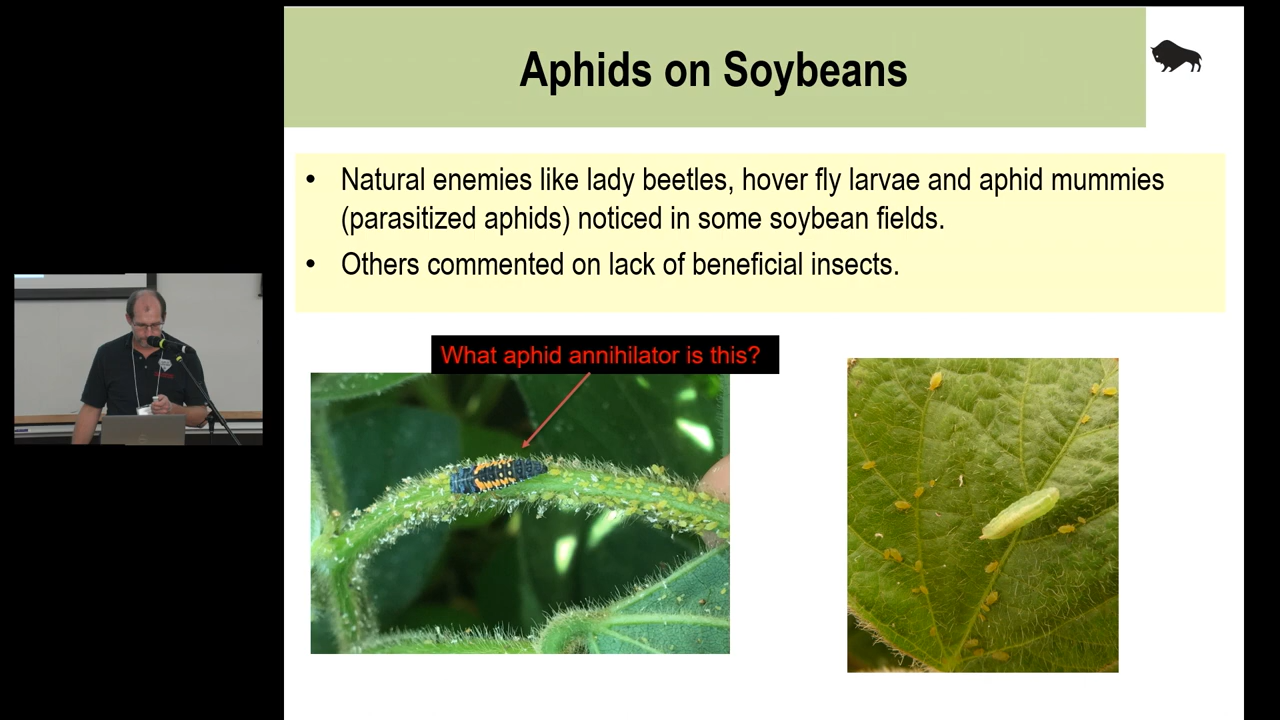 Aphids on Soybeans
• Natural enemies like lady beetles, hover fly larvae and aphid mummies
(parasitized aphids) noticed in some soybean fields.
• Others commented on lack of beneficial insects.
What aphid annihilator is this?